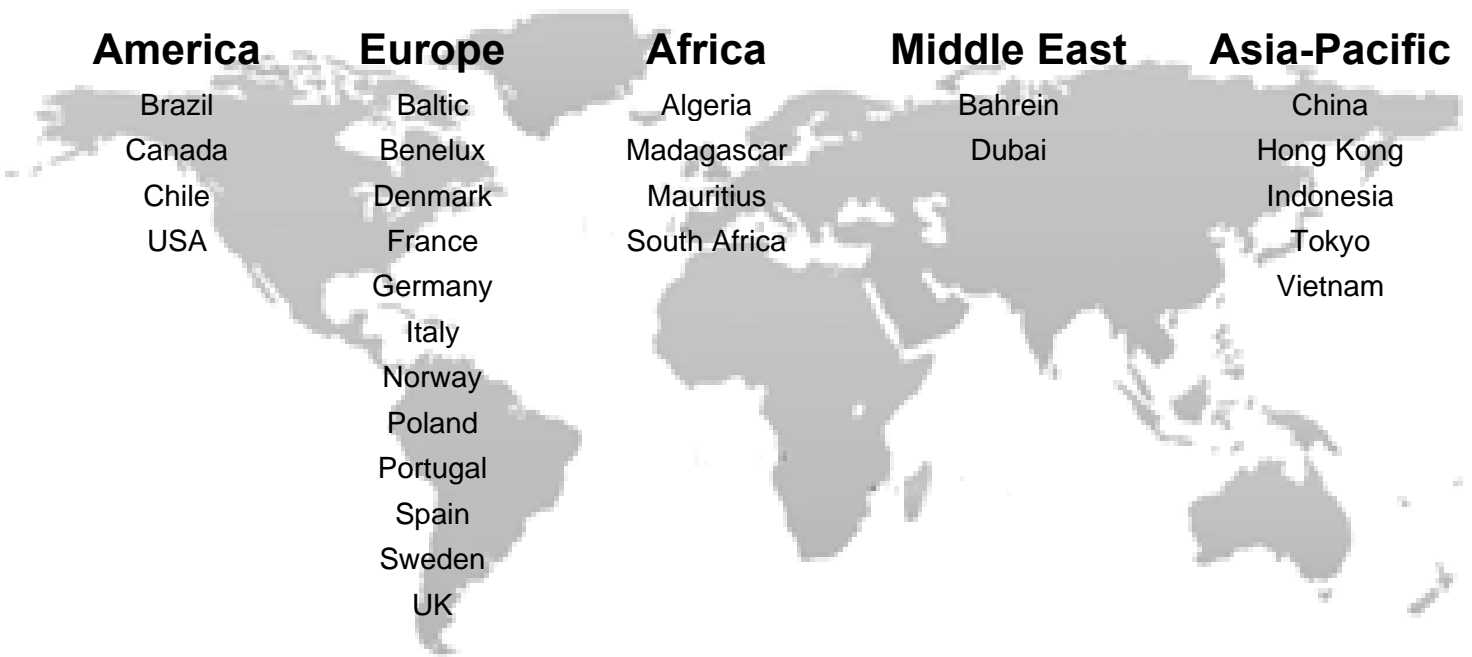 America
Brazil
Canada
Chile
USA
Europe
Baltic
Benelux
Denmark
France
Germany
Italy
Norway
Poland
Portugal
Spain
Sweden
UK
Africa
Algeria
Madagascar
Mauritius
South Africa
Middle East
Bahrein
Dubai
Asia-Pacific
China
Hong Kong
Indonesia
Tokyo
Vietnam